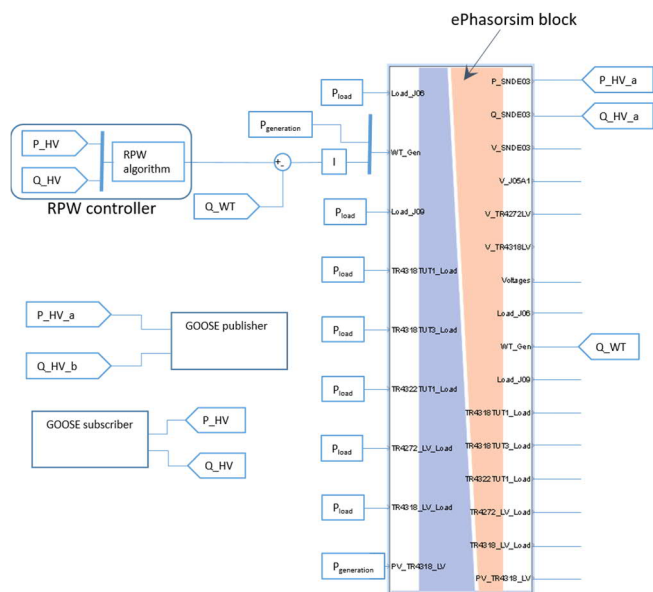 ePhasorsim block
P_load
Load_J06
P_generation
WT_Gen
P_HV
Q_HV
RPW
algorithm
RPW controller
+
-
I
Q_WT
P_load
Load_J09
P_load
TR4318TUT1_Load
P_load
TR4318TUT3_Load
P_load
TR4322TUT1_Load
P_load
TR4272_LV_Load
P_load
TR4318_LV_Load
P_generation
PV_TR4318_LV
P_HV_a
Q_HV_b
GOOSE publisher
GOOSE subscriber
P_HV
Q_HV
P_SNDE03
P_HV_a
Q_SNDE03
Q_HV_a
V_SNDE03
V_J05A1
V_TR4272LV
V_TR4318LV
Voltages
Load_J06
WT_Gen
Q_WT
Load_J09
TR4318TUT1_Load
TR4318TUT3_Load
TR4322TUT1_Load
TR4272_LV_Load
TR4318_LV_Load
PV_TR4318_LV